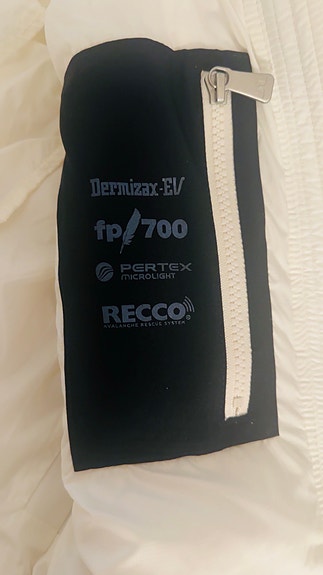 Dermizax-EV
fp 700
PERTEX
MICROLIGHT
RECCO®
AVALANCHE RESCUE SYSTEM